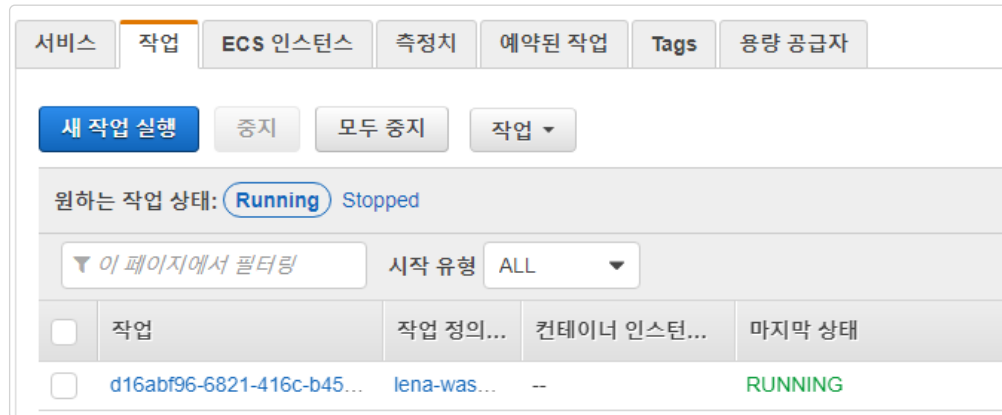 서비스 작업 ECS 인스턴스 측정치 예약된 작업 Tags 용량 공급자
새 작업 실행 중지 모두 중지 작업
원하는 작업 상태: Running Stopped
이 페이지에서 필터링 시작 유형 ALL
작업 작업 정의... 컨테이너 인스턴... 마지막 상태
d16abf96-6821-416c-b45... lena-was... -- RUNNING